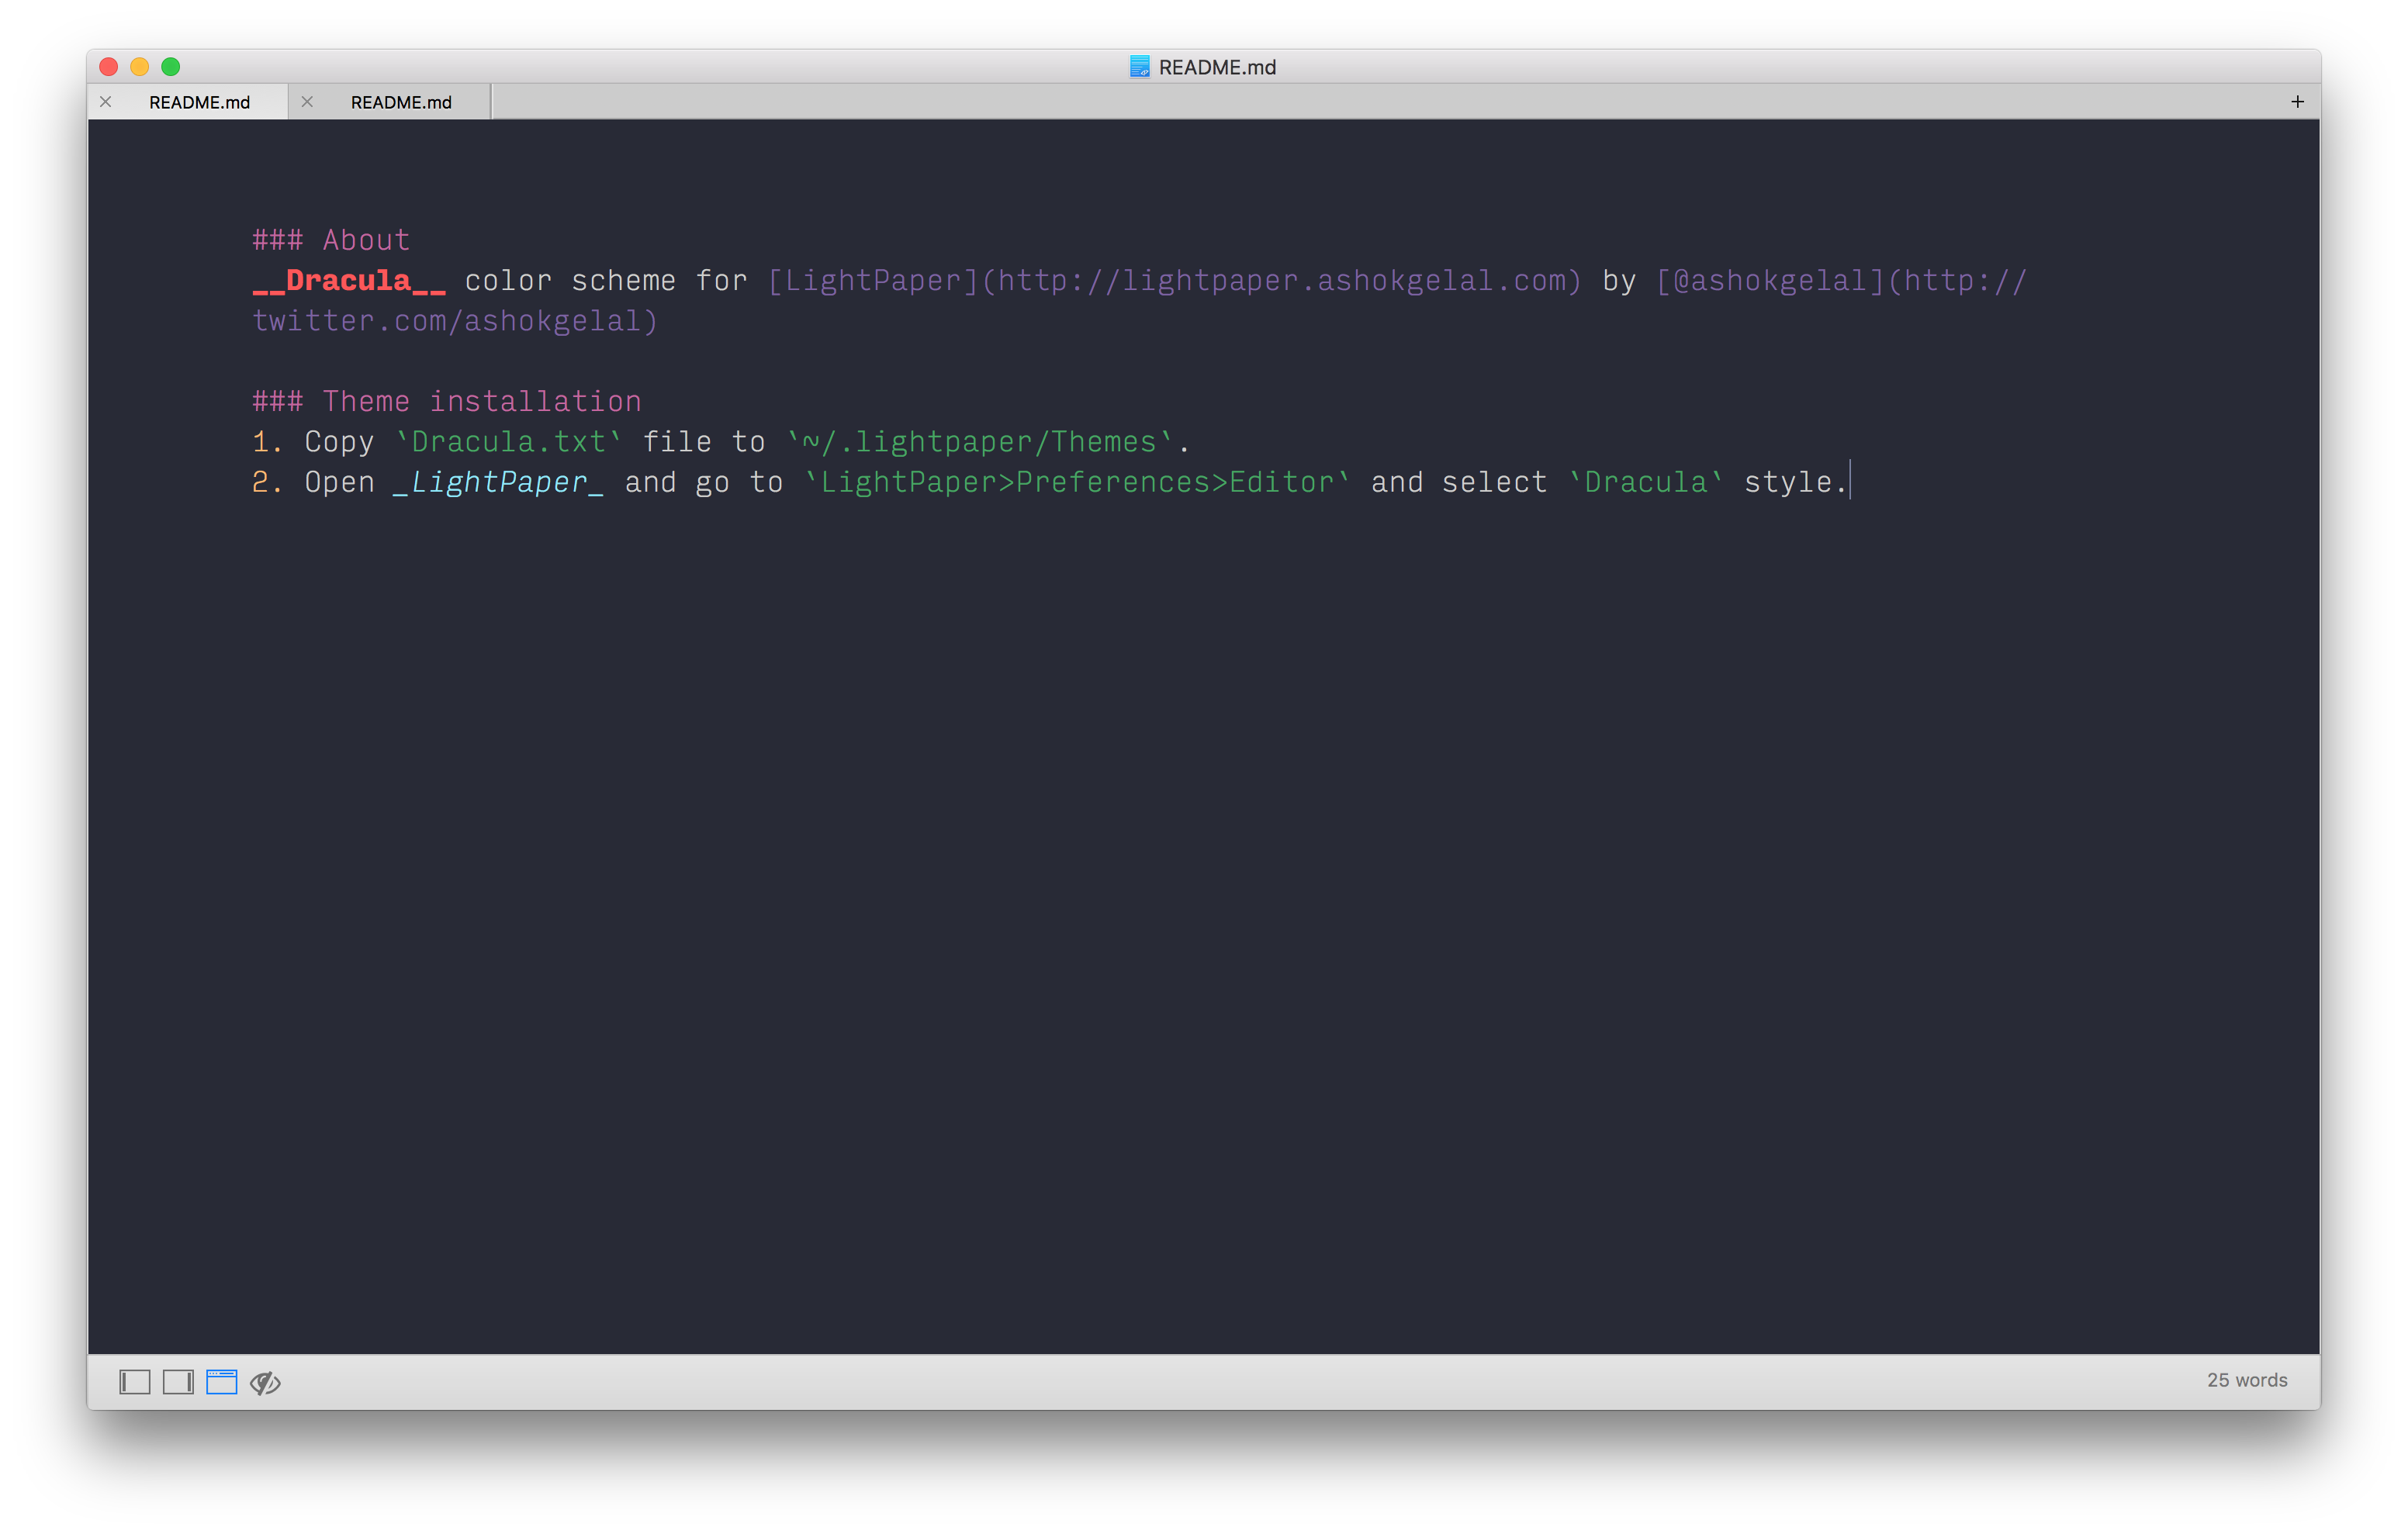 README.md
README.md README.md +
### About
__Dracula__ color scheme for [LightPaper](http://lightpaper.ashokgelal.com) by [@ashokgelal](http://
twitter.com/ashokgelal)
### Theme installation
1. Copy `Dracula.txt` file to `~/.lightpaper/Themes`.
2. Open _LightPaper_ and go to `LightPaper>Preferences>Editor` and select `Dracula` style.
25 words